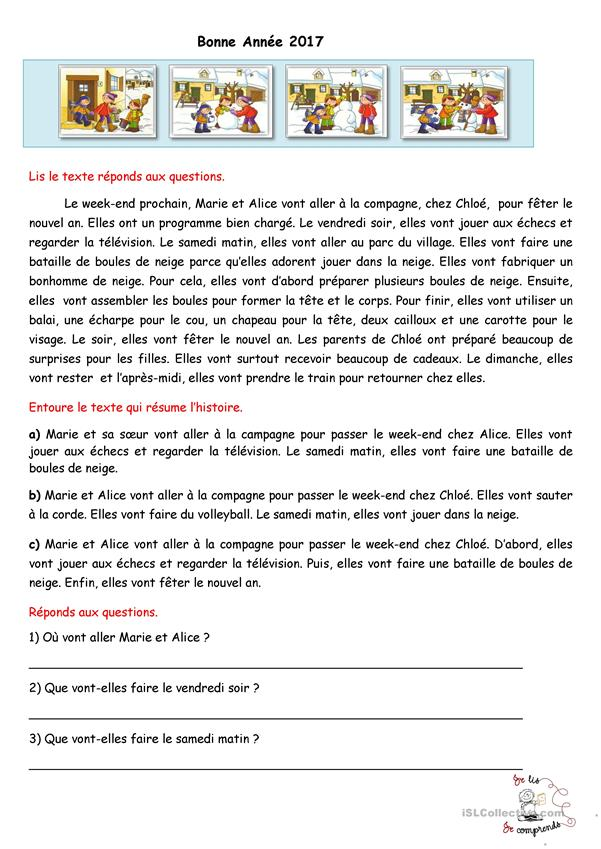 Bonne Année 2017
Lis le texte réponds aux questions.
Le week-end prochain, Marie et Alice vont aller à la compagne, chez Chloé, pour fêter le
nouvel an. Elles ont un programme bien chargé. Le vendredi soir, elles vont jouer aux échecs et
regarder la télévision. Le samedi matin, elles vont aller au parc du village. Elles vont faire une
bataille de boules de neige parce qu'elles adorent jouer dans la neige. Elles vont fabriquer un
bonhomme de neige. Pour cela, elles vont d'abord préparer plusieurs boules de neige. Ensuite,
elles vont assembler les boules pour former la tête et le corps. Pour finir, elles vont utiliser un
balai, une écharpe pour le cou, un chapeau pour la tête, deux cailloux et une carotte pour le
visage. Le soir, elles vont fêter le nouvel an. Les parents de Chloé ont préparé beaucoup de
surprises pour les filles. Elles vont surtout recevoir beaucoup de cadeaux. Le dimanche, elles
vont rester et l'après-midi, elles vont prendre le train pour retourner chez elles.
Entoure le texte qui résume l'histoire.
a) Marie et sa sœur vont aller à la campagne pour passer le week-end chez Alice. Elles vont
jouer aux échecs et regarder la télévision. Le samedi matin, elles vont faire une bataille de
boules de neige.
b) Marie et Alice vont aller à la compagne pour passer le week-end chez Chloé. Elles vont sauter
à la corde. Elles vont faire du volleyball. Le samedi matin, elles vont jouer dans la neige.
c) Marie et Alice vont aller à la compagne pour passer le week-end chez Chloé. D'abord, elles
vont jouer aux échecs et regarder la télévision. Puis, elles vont faire une bataille de boules de
neige. Enfin, elles vont fêter le nouvel an.
Réponds aux questions.
1) Où vont aller Marie et Alice ?
2) Que vont-elles faire le vendredi soir ?
3) Que vont-elles faire le samedi matin ?
Je lis
iSLCollective.com
Je comprends